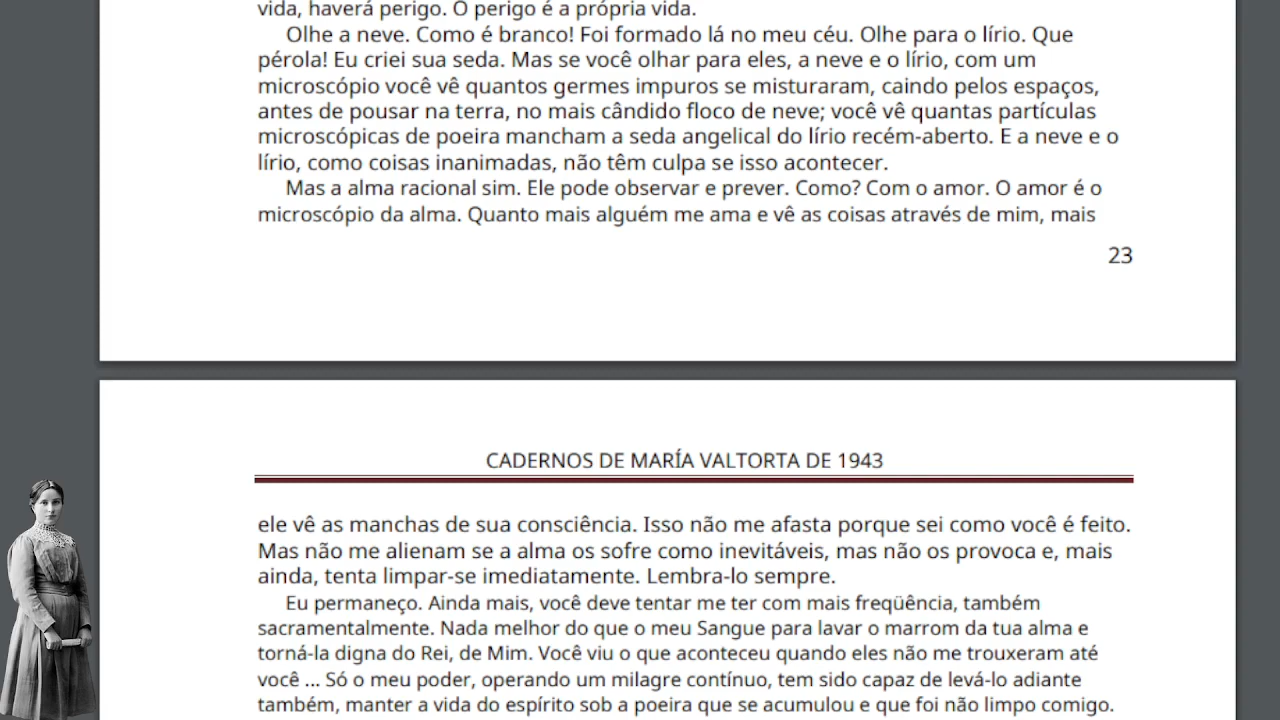 vida, haverá perigo. O perigo é a própria vida.
Olhe a neve. Como é branco! Foi formado lá no meu céu. Olhe para o lírio. Que
pérola! Eu criei sua seda. Mas se você olhar para eles, a neve e o lírio, com um
microscópio você vê quantos germes impuros se misturaram, caindo pelos espaços,
antes de pousar na terra, no mais cândido floco de neve; você vê quantas partículas
microscópicas de poeira mancham a seda angelical do lírio recém-aberto. E a neve e o
lírio, como coisas inanimadas, não têm culpa se isso acontecer.
Mas a alma racional sim. Ele pode observar e prever. Como? Com o amor. O amor é o
microscópio da alma. Quanto mais alguém me ama e vê as coisas através de mim, mais
23
CADERNOS DE MARÍA VALTORTA DE 1943
ele vê as manchas de sua consciência. Isso não me afasta porque sei como você é feito.
Mas não me alienam se a alma os sofre como inevitáveis, mas não os provoca e, mais
ainda, tenta limpar-se imediatamente. Lembra-lo sempre.
Eu permaneço. Ainda mais, você deve tentar me ter com mais freqüência, também
sacramentalmente. Nada melhor do que o meu Sangue para lavar o marrom da tua alma e
torná-la digna do Rei, de Mim. Você viu o que aconteceu quando eles não me trouxeram até
você ... Só o meu poder, operando um milagre contínuo, tem sido capaz de levá-lo adiante
também, manter a vida do espírito sob a poeira que se acumulou e que foi não limpo comigo.